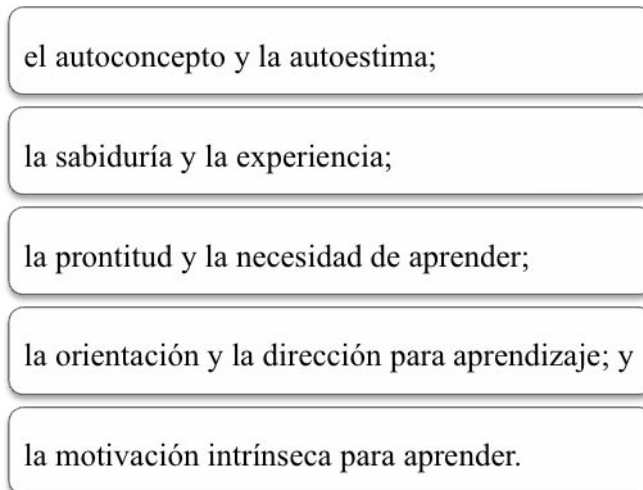 el autoconcepto y la autoestima;
la sabiduría y la experiencia;
la prontitud y la necesidad de aprender;
la orientación y la dirección para aprendizaje; y
la motivación intrínseca para aprender.